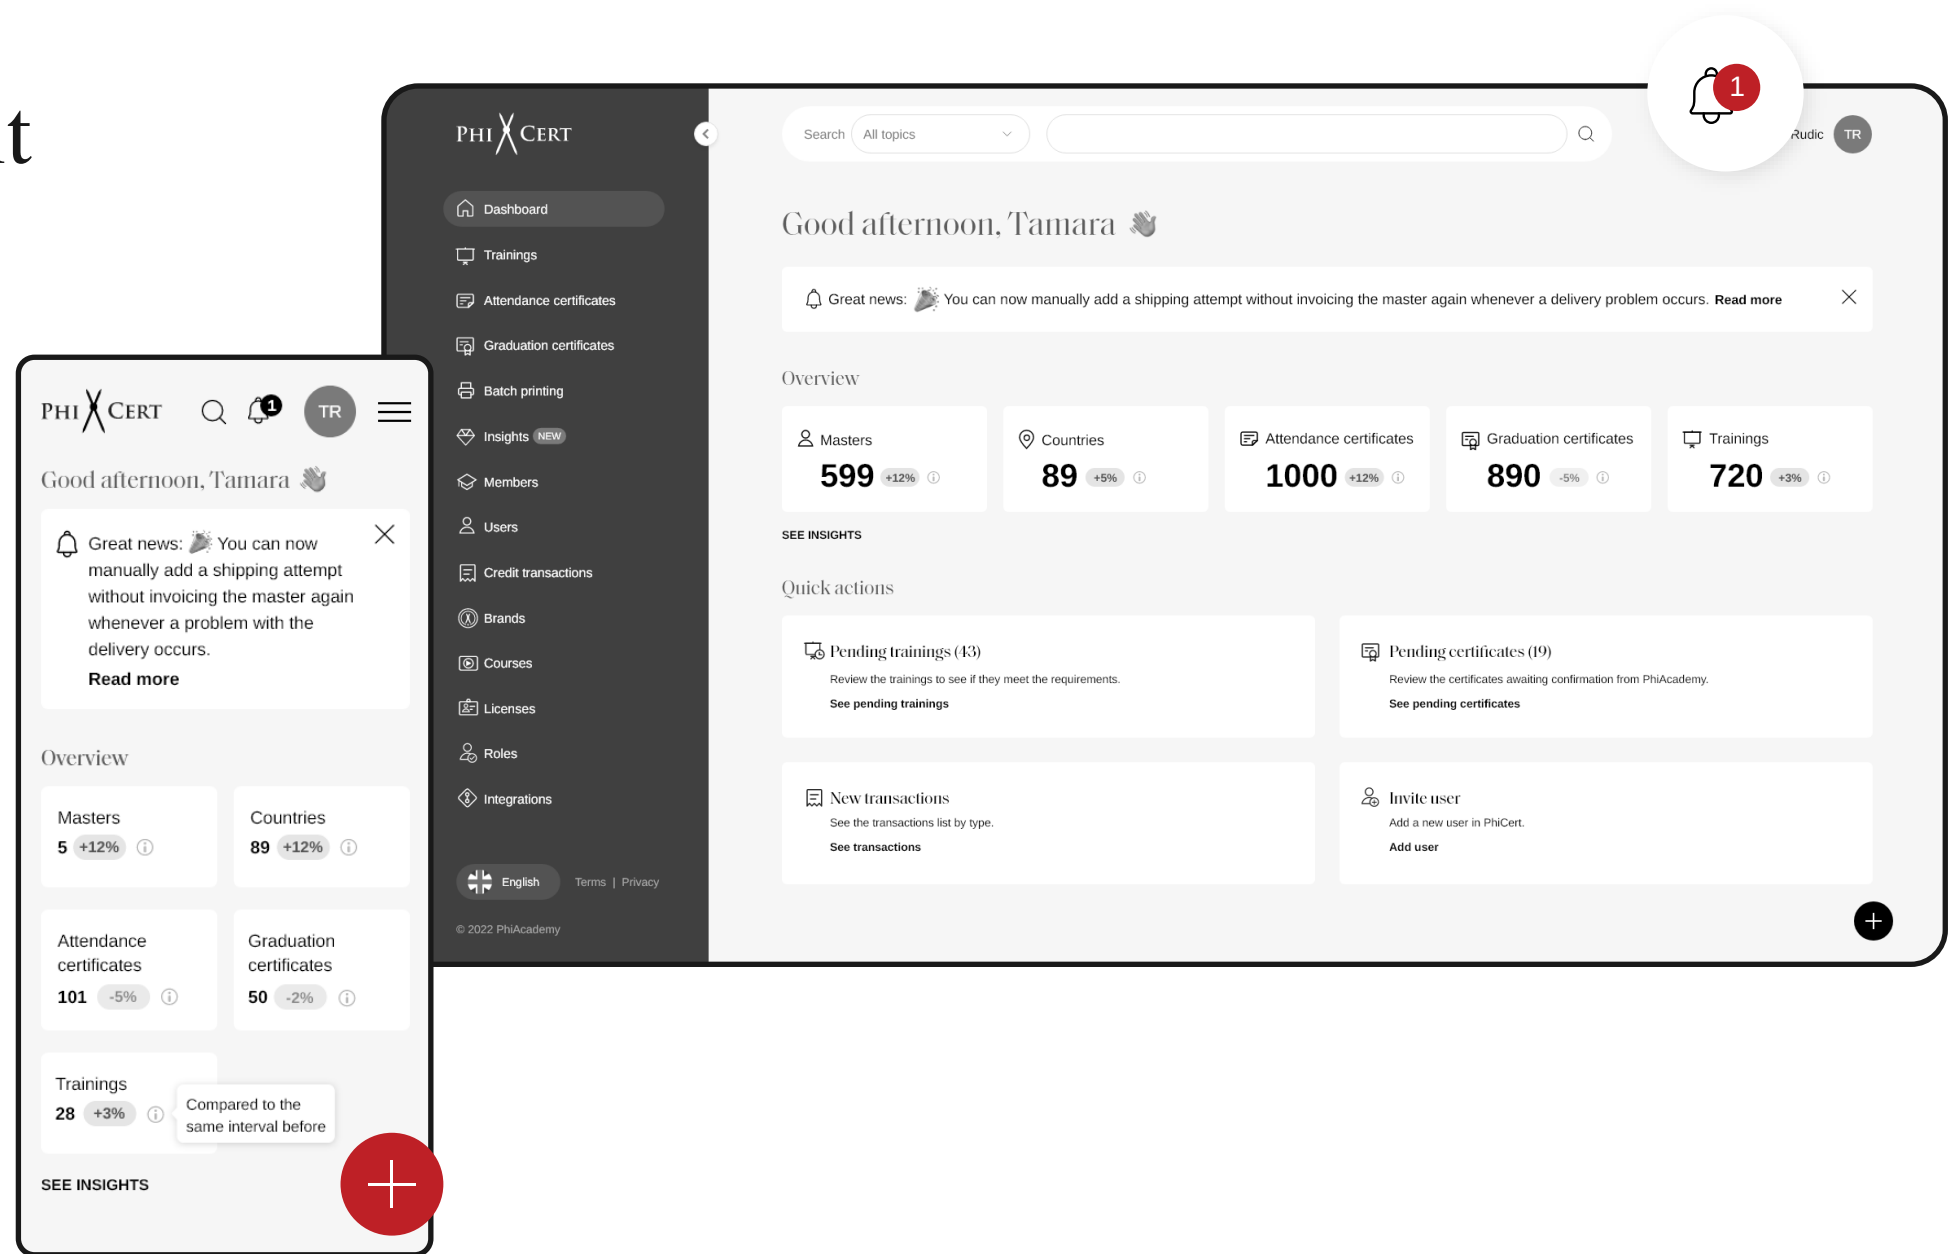 PHI CERT
Search All topics
1
Rudic TR
Dashboard
Trainings
Attendance certificates
Graduation certificates
Batch printing
Insights NEW
Members
Users
Credit transactions
Brands
Courses
Licenses
Roles
Integrations
English Terms | Privacy
© 2022 PhiAcademy
Good afternoon, Tamara
Great news: You can now manually add a shipping attempt without invoicing the master again whenever a delivery problem occurs. Read more
Overview
Masters
599 +12%
Countries
89 +5%
Attendance certificates
1000 +12%
Graduation certificates
890 -5%
Trainings
720 +3%
SEE INSIGHTS
Quick actions
Pending trainings (43)
Review the trainings to see if they meet the requirements.
See pending trainings
Pending certificates (19)
Review the certificates awaiting confirmation from PhiAcademy.
See pending certificates
New transactions
See the transactions list by type.
See transactions
Invite user
Add a new user in PhiCert.
Add user
PHI CERT 1 TR
Good afternoon, Tamara
Great news: You can now
manually add a shipping attempt
without invoicing the master again
whenever a problem with the
delivery occurs.
Read more
Overview
Masters
5 +12%
Countries
89 +12%
Attendance
certificates
101 -5%
Graduation
certificates
50 -2%
Trainings
28 +3%
Compared to the
same interval before
SEE INSIGHTS